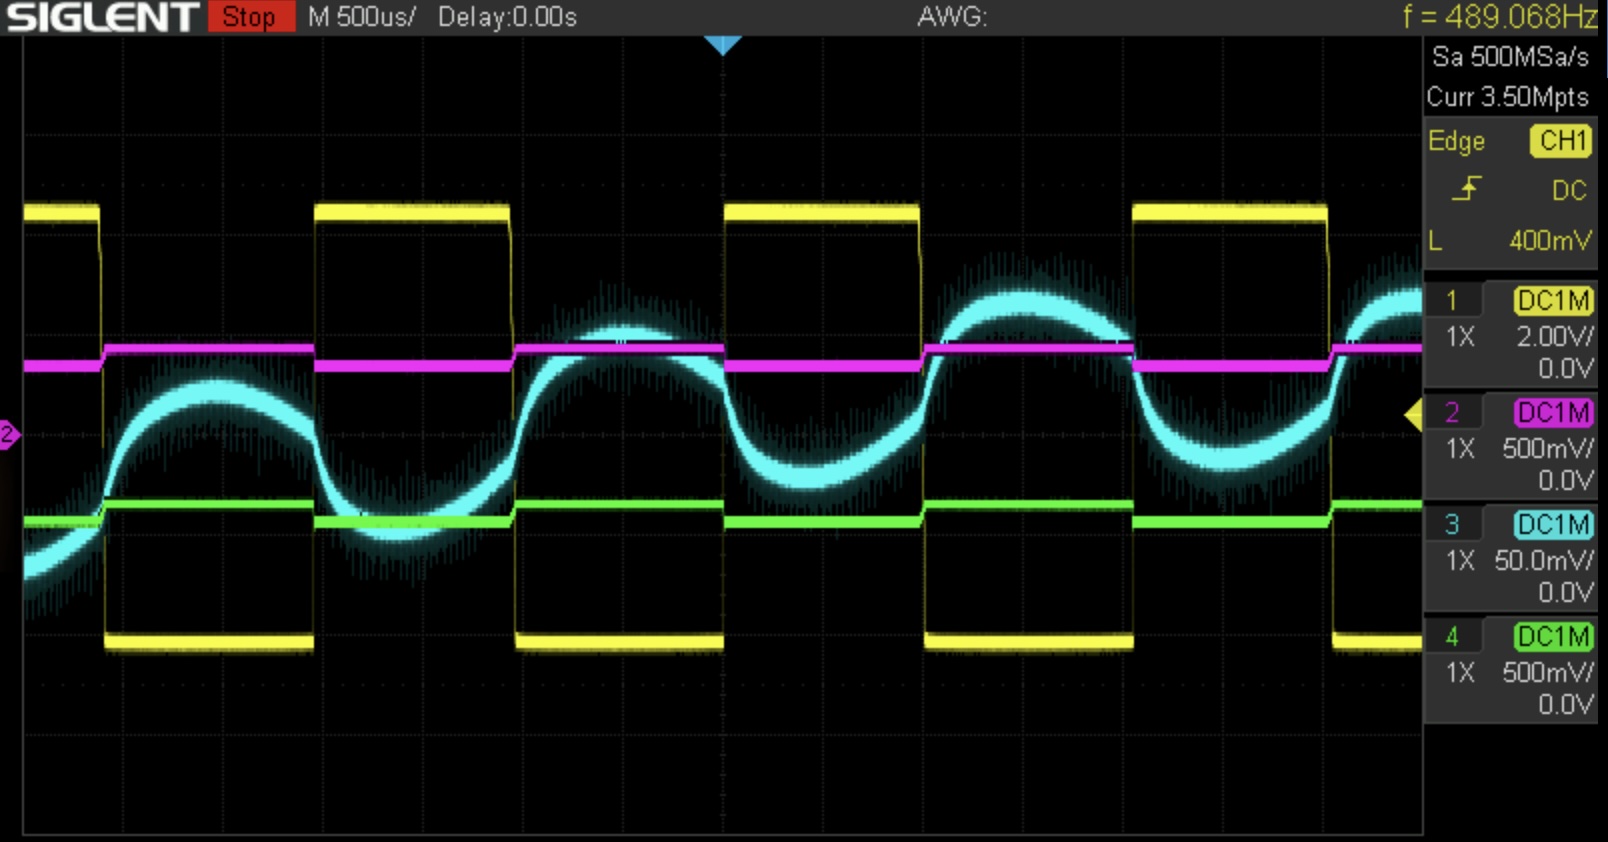 SIGLENT Stop M 500us/ Delay:0.00s AWG: f = 489.068Hz
Sa 500MSa/s
Curr 3.50Mpts
Edge CH1
DC
L 400mV
1 DC1M
1X 2.00V/
0.0V
2
2 DC1M
1X 500mV/
0.0V
3 DC1M
1X 50.0mV/
0.0V
4 DC1M
1X 500mV/
0.0V